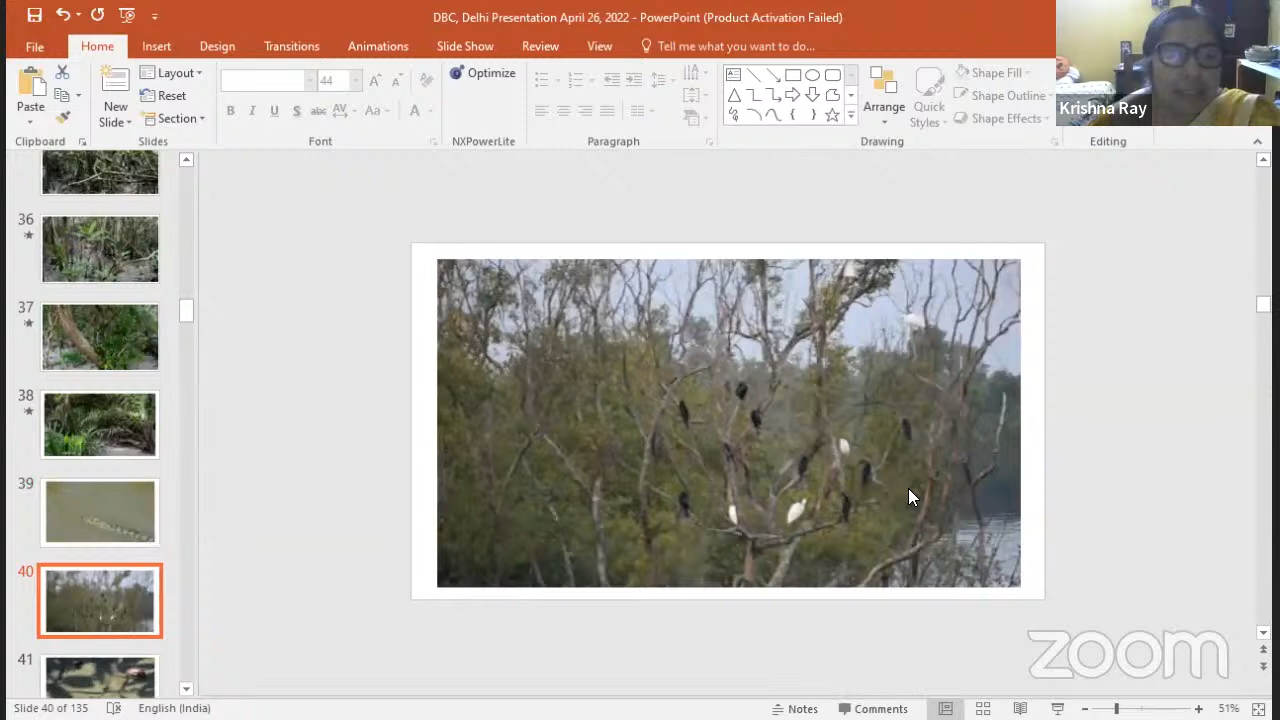 DBC, Delhi Presentation April 26, 2022 - PowerPoint (Product Activation Failed)
File Home Insert Design Transitions Animations Slide Show Review View Tell me what you want to do...
Paste
New Slide
Layout
Reset
Section
44
B I U S abc AV Aa A
Optimize
Arrange
Quick Styles
Shape Fill
Shape Outline
Shape Effects
Krishna Ray
Clipboard Slides Font NXPowerLite Paragraph Drawing Editing
36
37
38
39
40
41
zoom
Slide 40 of 135 English (India) Notes Comments 51%